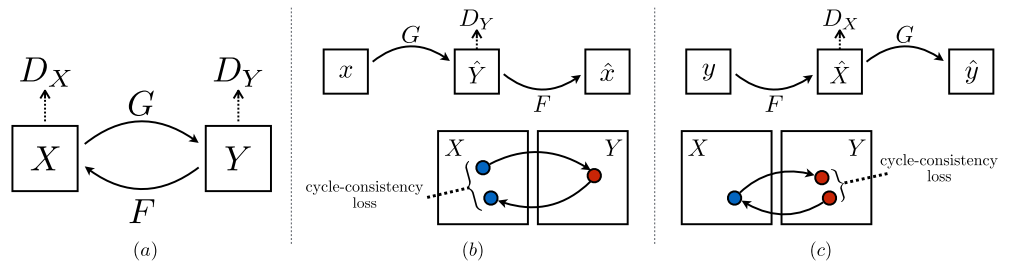 D_X D_Y
G
X Y
F
(a)
D_Y
G
x Ŷ x̂
F
X Y
cycle-consistency
loss
(b)
D_X
G
y X̂ ŷ
F
X Y
cycle-consistency
loss
(c)